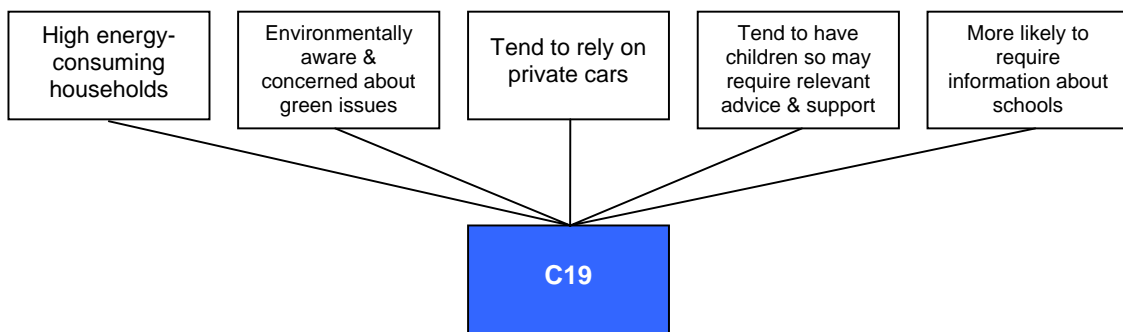 High energy-
consuming
households
Environmentally
aware &
concerned about
green issues
Tend to rely on
private cars
Tend to have
children so may
require relevant
advice & support
More likely to
require
information about
schools
C19